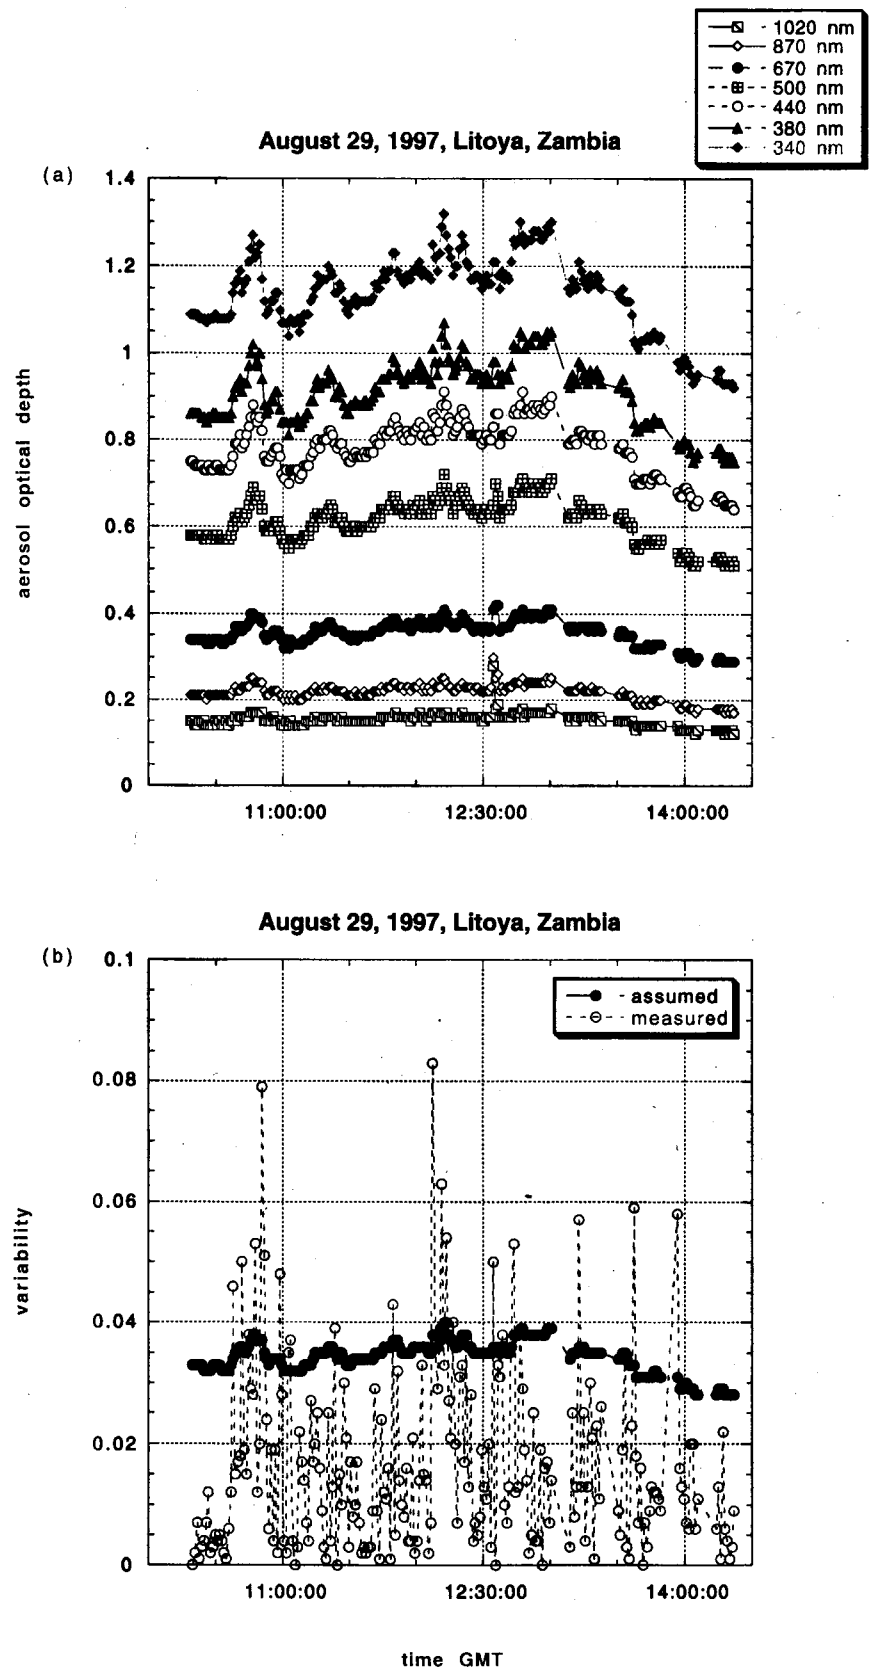 1020 nm
870 nm
670 nm
500 nm
440 nm
380 nm
340 nm
August 29, 1997, Litoya, Zambia
(a)
1.4
1.2
1
0.8
0.6
0.4
0.2
0
aerosol optical depth
11:00:00 12:30:00 14:00:00
August 29, 1997, Litoya, Zambia
(b)
0.1
0.08
0.06
0.04
0.02
0
variability
assumed
measured
11:00:00 12:30:00 14:00:00
time GMT